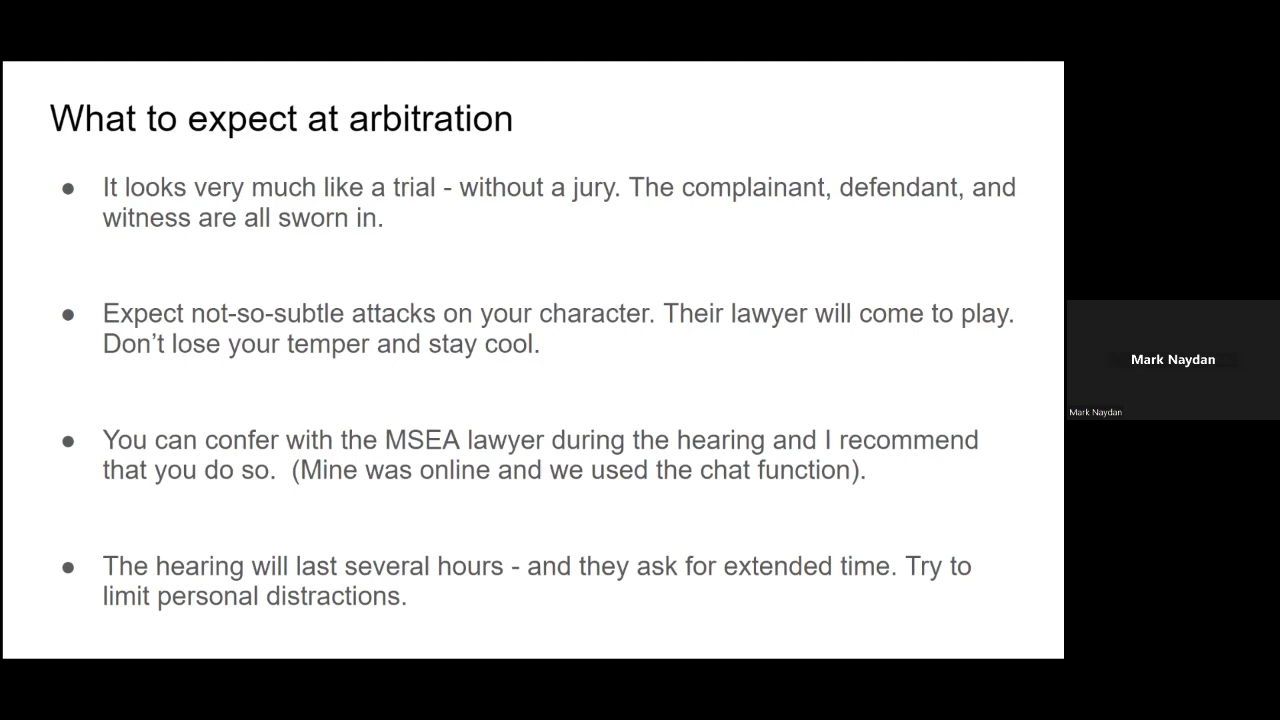 What to expect at arbitration
● It looks very much like a trial - without a jury. The complainant, defendant, and
witness are all sworn in.
● Expect not-so-subtle attacks on your character. Their lawyer will come to play.
Don’t lose your temper and stay cool.
● You can confer with the MSEA lawyer during the hearing and I recommend
that you do so.  (Mine was online and we used the chat function).
● The hearing will last several hours - and they ask for extended time. Try to
limit personal distractions.
Mark Naydan
Mark Naydan